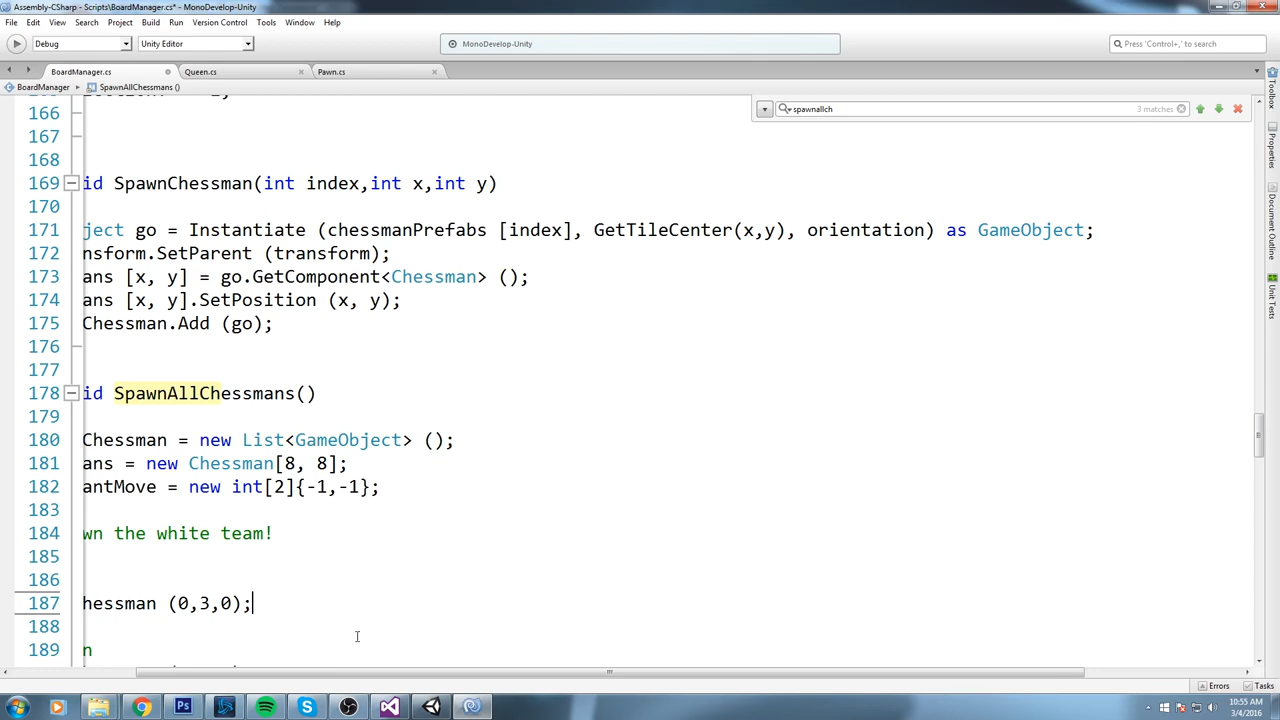 Assembly-CSharp - Scripts\BoardManager.cs* - MonoDevelop-Unity
File Edit View Search Project Build Run Version Control Tools Window Help
Debug Unity Editor MonoDevelop-Unity Press 'Control+,' to search
BoardManager.cs Queen.cs Pawn.cs
BoardManager SpawnAllChessmans ()
spawnallch 3 matches
166
167
168
169 id SpawnChessman(int index,int x,int y)
170
171 ject go = Instantiate (chessmanPrefabs [index], GetTileCenter(x,y), orientation) as GameObject;
172 nsform.SetParent (transform);
173 ans [x, y] = go.GetComponent<Chessman> ();
174 ans [x, y].SetPosition (x, y);
175 Chessman.Add (go);
176
177
178 id SpawnAllChessmans()
179
180 Chessman = new List<GameObject> ();
181 ans = new Chessman[8, 8];
182 antMove = new int[2]{-1,-1};
183
184 wn the white team!
185
186
187 hessman (0,3,0);
188
189 n
Toolbox
Properties
Document Outline
Unit Tests
Errors Tasks
10:55 AM
3/4/2016